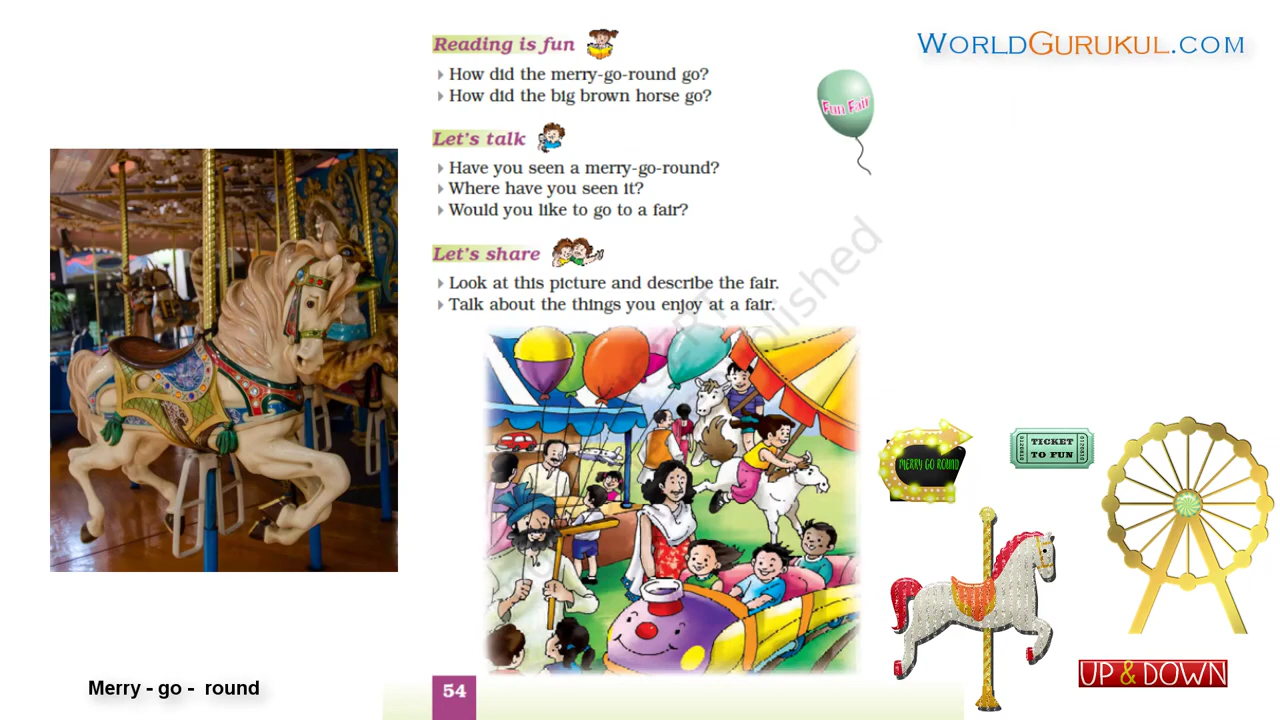 WORLDGURUKUL.COM
Reading is fun
How did the merry-go-round go?
How did the big brown horse go?
Fun Fair
Let's talk
Have you seen a merry-go-round?
Where have you seen it?
Would you like to go to a fair?
Let's share
Look at this picture and describe the fair.
Talk about the things you enjoy at a fair.
MERRY GO ROUND
TICKET
TO FUN
UP & DOWN
Merry - go - round
54